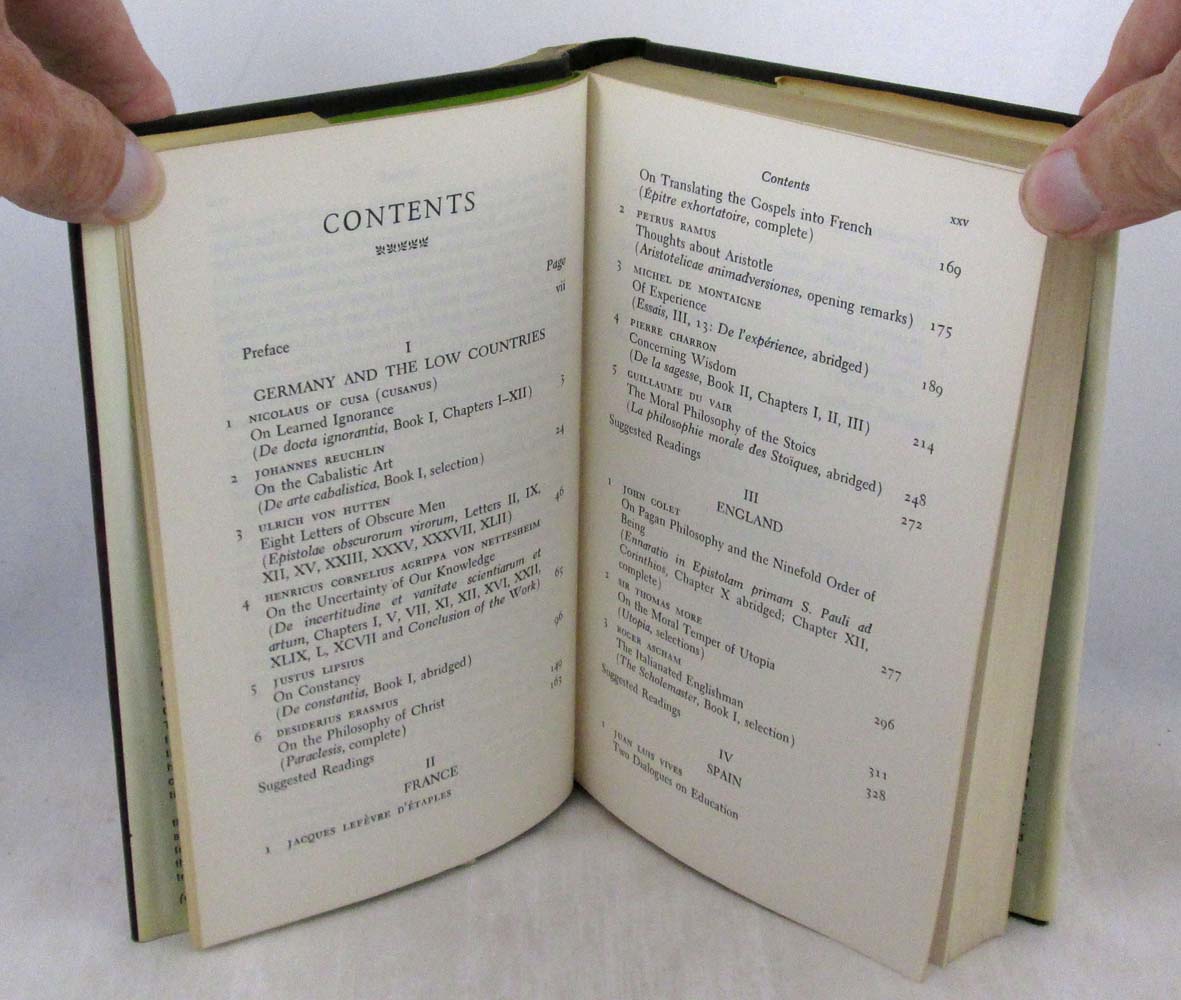 CONTENTS
Page
Preface vii
I
GERMANY AND THE LOW COUNTRIES
1 NICOLAUS OF CUSA (CUSANUS)
On Learned Ignorance
(De docta ignorantia, Book I, Chapters I–XII) 3
2 JOHANNES REUCHLIN
On the Cabalistic Art
(De arte cabalistica, Book I, selection) 24
3 ULRICH VON HUTTEN
Eight Letters of Obscure Men
(Epistolae obscurorum virorum, Letters II, IX,
XII, XV, XXIII, XXXV, XXXVII, XLII) 46
4 HENRICUS CORNELIUS AGRIPPA VON NETTESHEIM
On the Uncertainty of Our Knowledge
(De incertitudine et vanitate scientiarum et
artum, Chapters I, V, VII, XI, XII, XVI, XXII,
XLIX, L, XCVII and Conclusion of the Work) 65
5 JUSTUS LIPSIUS
On Constancy
(De constantia, Book I, abridged) 96
6 DESIDERIUS ERASMUS
On the Philosophy of Christ
(Paraclesis, complete) 149
Suggested Readings 163
II
FRANCE
1 JACQUES LEFÈVRE D'ÉTAPLES
Contents xxv
On Translating the Gospels into French
(Épitre exhortatoire, complete) 169
2 PETRUS RAMUS
Thoughts about Aristotle
(Aristotelicae animadversiones, opening remarks) 175
3 MICHEL DE MONTAIGNE
Of Experience
(Essais, III, 13: De l'expérience, abridged) 189
4 PIERRE CHARRON
Concerning Wisdom
(De la sagesse, Book II, Chapters I, II, III) 214
5 GUILLAUME DU VAIR
The Moral Philosophy of the Stoics
(La philosophie morale des Stoïques, abridged) 248
Suggested Readings 272
III
ENGLAND
1 JOHN COLET
On Pagan Philosophy and the Ninefold Order of
Being
(Ennaratio in Epistolam primam S. Pauli ad
Corinthios, Chapter X abridged; Chapter XII,
complete) 277
2 SIR THOMAS MORE
On the Moral Temper of Utopia
(Utopia, selections) 296
3 ROGER ASCHAM
The Italianated Englishman
(The Scholemaster, Book I, selection) 311
Suggested Readings 328
IV
SPAIN
1 JUAN LUIS VIVES
Two Dialogues on Education